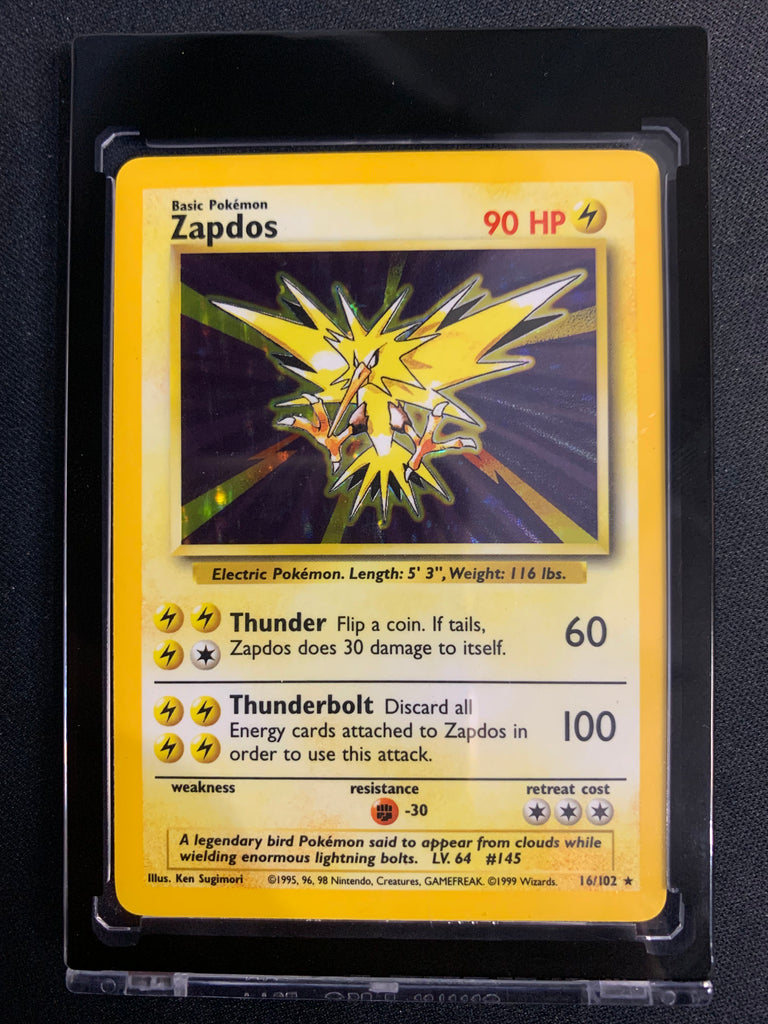 Basic Pokémon
Zapdos
90 HP
Electric Pokémon. Length: 5' 3", Weight: 116 lbs.
Thunder Flip a coin. If tails,
Zapdos does 30 damage to itself.
60
Thunderbolt Discard all
Energy cards attached to Zapdos in
order to use this attack.
100
weakness
resistance
retreat cost
-30
A legendary bird Pokémon said to appear from clouds while
wielding enormous lightning bolts. LV. 64 #145
Illus. Ken Sugimori
©1995, 96, 98 Nintendo, Creatures, GAMEFREAK. ©1999 Wizards.
16/102 ★